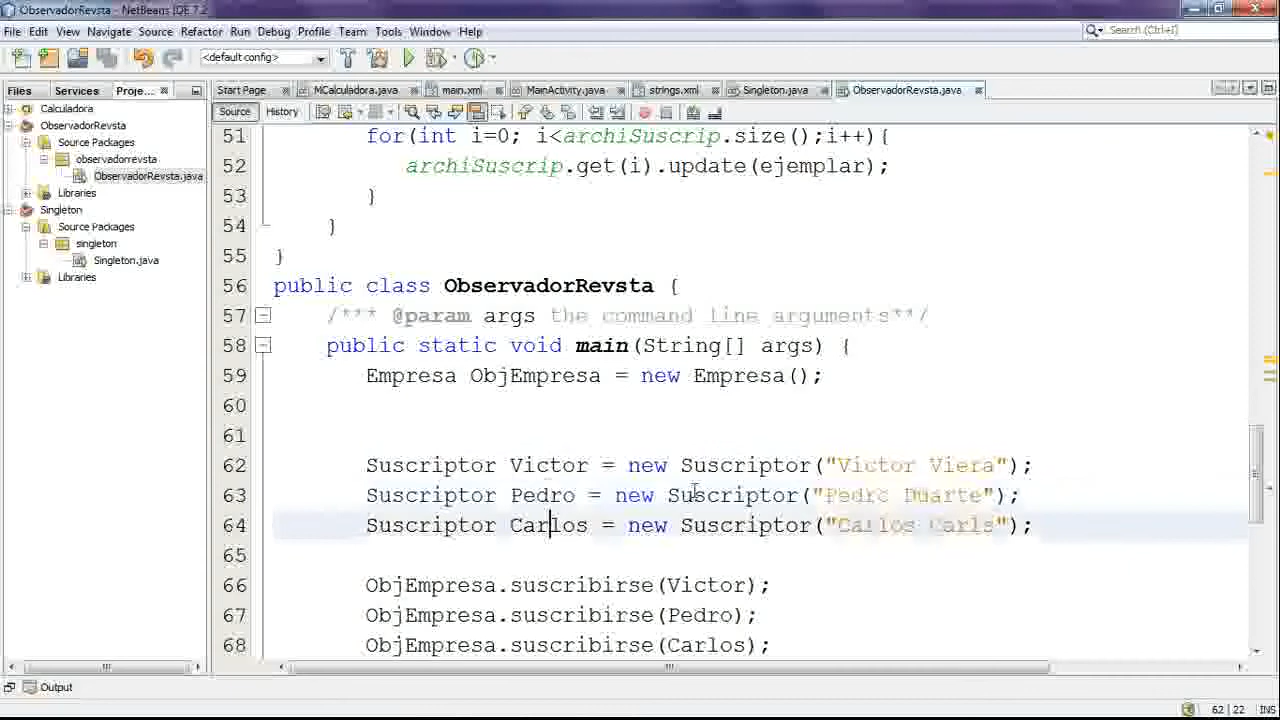 ObservadorRevsta - NetBeans IDE 7.2
File Edit View Navigate Source Refactor Run Debug Profile Team Tools Window Help
Search (Ctrl+I)
<default config>
Files Services Proje...
Start Page MCalculadora.java main.xml MainActivity.java strings.xml Singleton.java ObservadorRevsta.java
Source History
Calculadora
ObservadorRevsta
Source Packages
observadorrevsta
ObservadorRevsta.java
Libraries
Singleton
Source Packages
singleton
Singleton.java
Libraries
51 for(int i=0; i<archiSuscrip.size();i++){
52 archiSuscrip.get(i).update(ejemplar);
53 }
54 }
55 }
56 public class ObservadorRevsta {
57 /*** @param args the command line arguments**/
58 public static void main(String[] args) {
59 Empresa ObjEmpresa = new Empresa();
60
61
62 Suscriptor Victor = new Suscriptor("Victor Viera");
63 Suscriptor Pedro = new Suscriptor("Pedro Duarte");
64 Suscriptor Carlos = new Suscriptor("Carlos Carls");
65
66 ObjEmpresa.suscribirse(Victor);
67 ObjEmpresa.suscribirse(Pedro);
68 ObjEmpresa.suscribirse(Carlos);
Output
62 | 22 INS